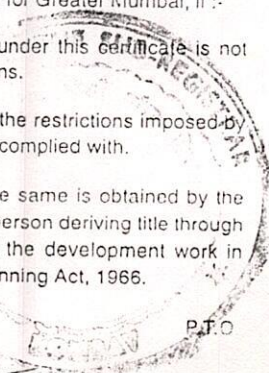 for Greater Mumbai, if :-
under this certificate is not
ns.
the restrictions imposed by
complied with.
e same is obtained by the
erson deriving title through
the development work in
nning Act, 1966.
P.T.O